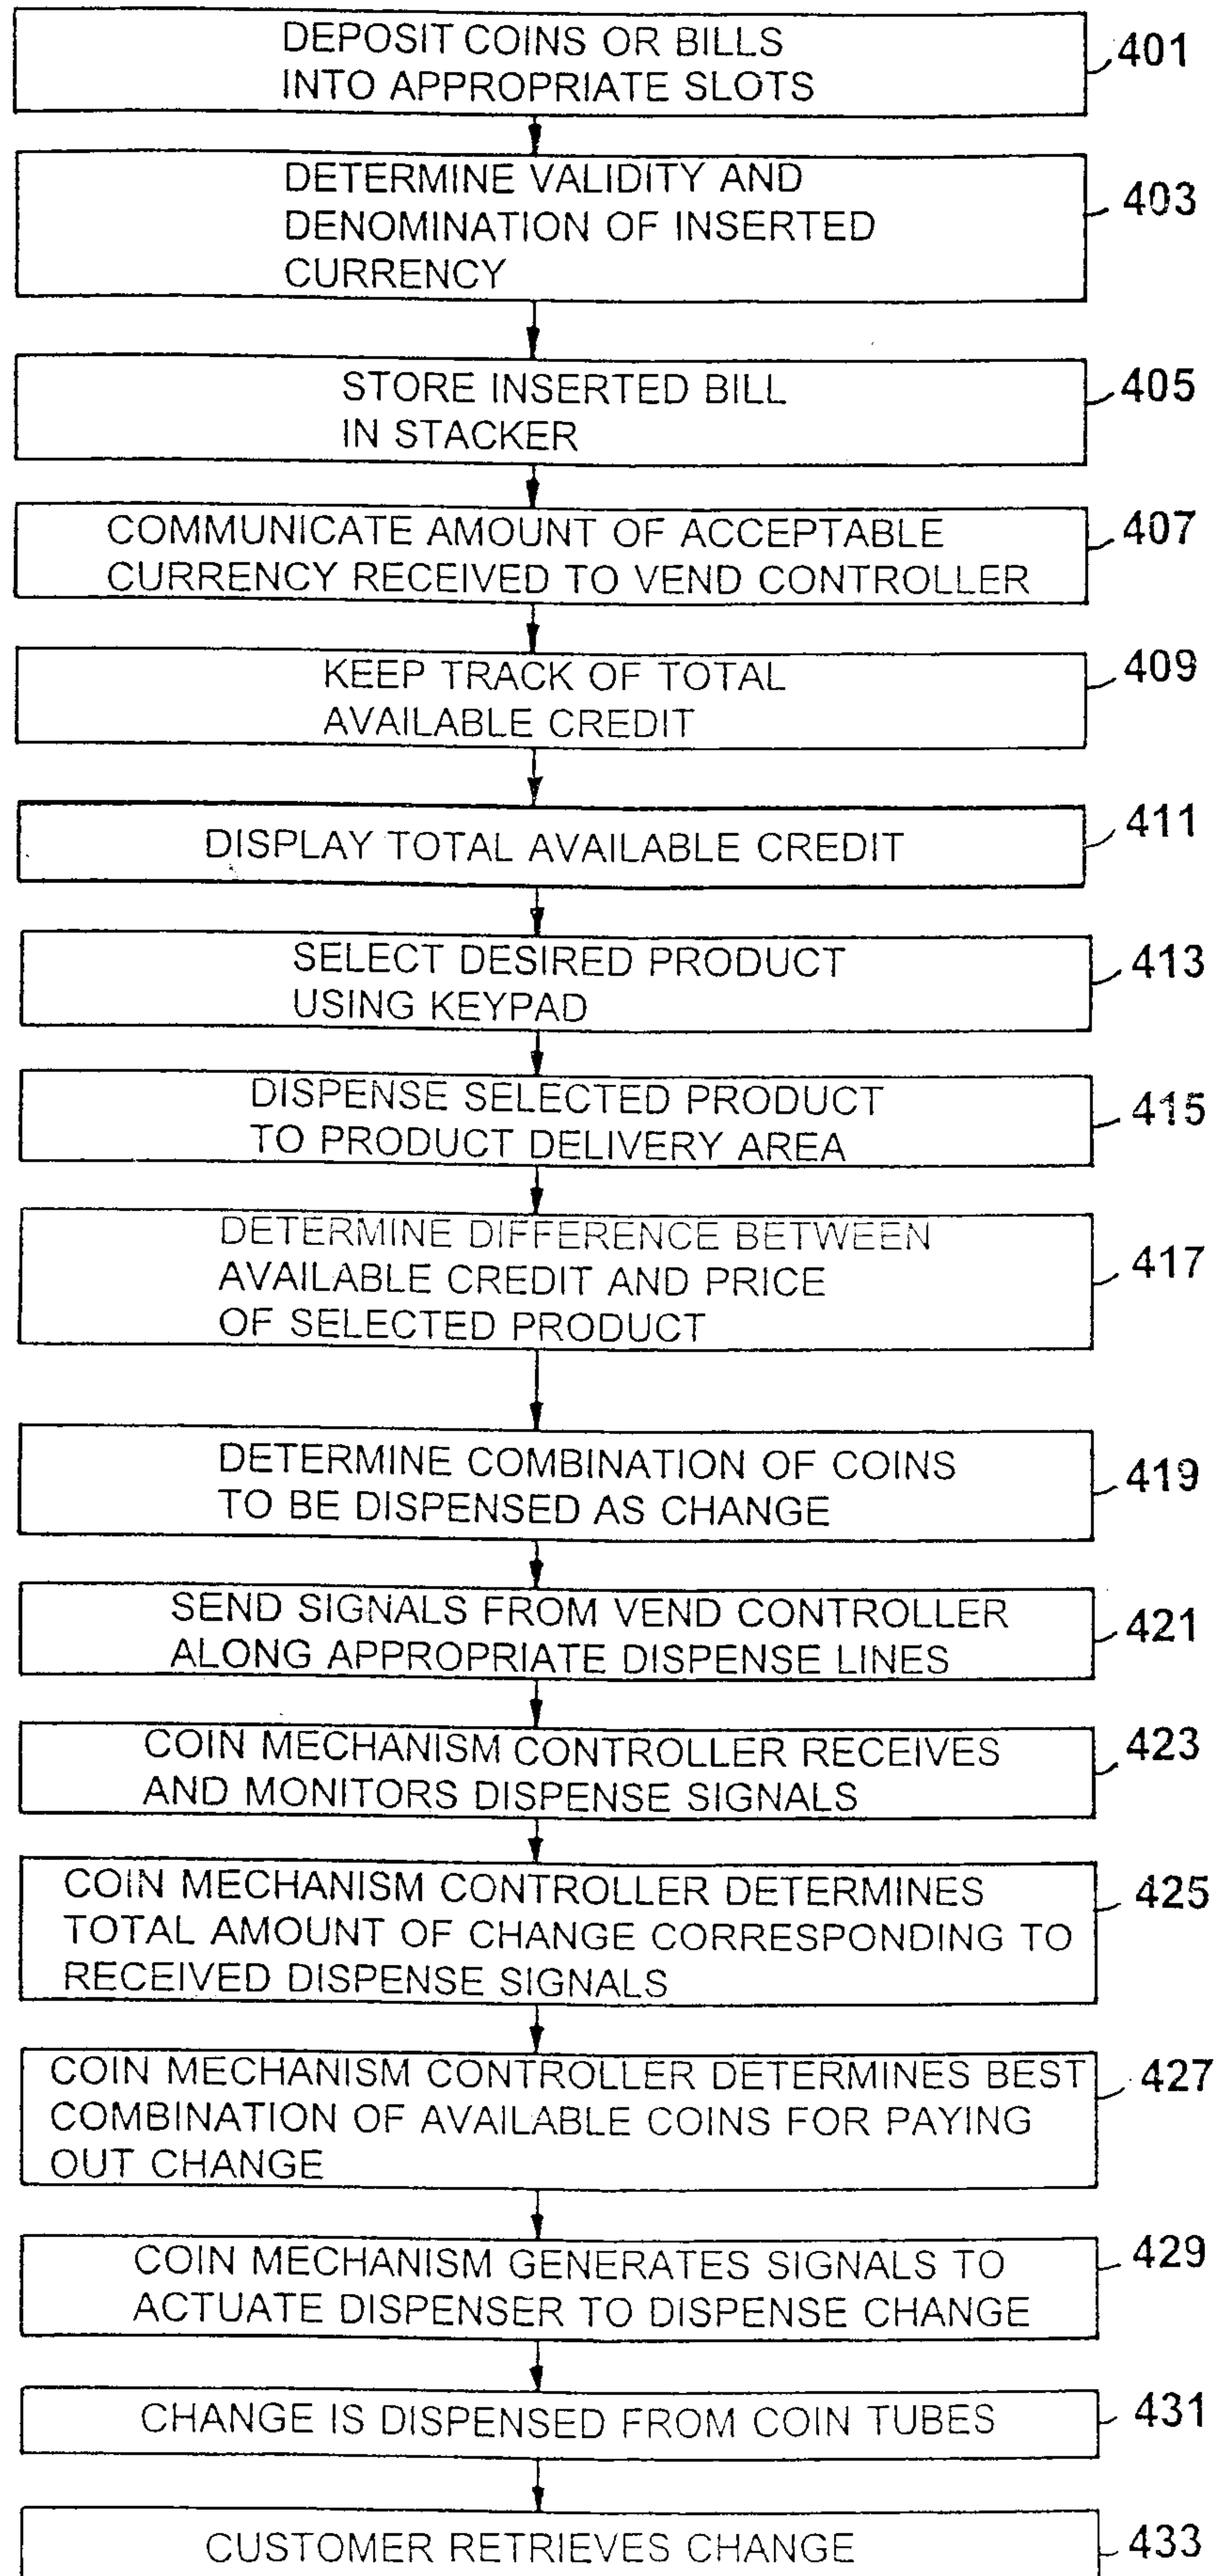 DEPOSIT COINS OR BILLS
INTO APPROPRIATE SLOTS
401
DETERMINE VALIDITY AND
DENOMINATION OF INSERTED
CURRENCY
403
STORE INSERTED BILL
IN STACKER
405
COMMUNICATE AMOUNT OF ACCEPTABLE
CURRENCY RECEIVED TO VEND CONTROLLER
407
KEEP TRACK OF TOTAL
AVAILABLE CREDIT
409
DISPLAY TOTAL AVAILABLE CREDIT
411
SELECT DESIRED PRODUCT
USING KEYPAD
413
DISPENSE SELECTED PRODUCT
TO PRODUCT DELIVERY AREA
415
DETERMINE DIFFERENCE BETWEEN
AVAILABLE CREDIT AND PRICE
OF SELECTED PRODUCT
417
DETERMINE COMBINATION OF COINS
TO BE DISPENSED AS CHANGE
419
SEND SIGNALS FROM VEND CONTROLLER
ALONG APPROPRIATE DISPENSE LINES
421
COIN MECHANISM CONTROLLER RECEIVES
AND MONITORS DISPENSE SIGNALS
423
COIN MECHANISM CONTROLLER DETERMINES
TOTAL AMOUNT OF CHANGE CORRESPONDING TO
RECEIVED DISPENSE SIGNALS
425
COIN MECHANISM CONTROLLER DETERMINES BEST
COMBINATION OF AVAILABLE COINS FOR PAYING
OUT CHANGE
427
COIN MECHANISM GENERATES SIGNALS TO
ACTUATE DISPENSER TO DISPENSE CHANGE
429
CHANGE IS DISPENSED FROM COIN TUBES
431
CUSTOMER RETRIEVES CHANGE
433